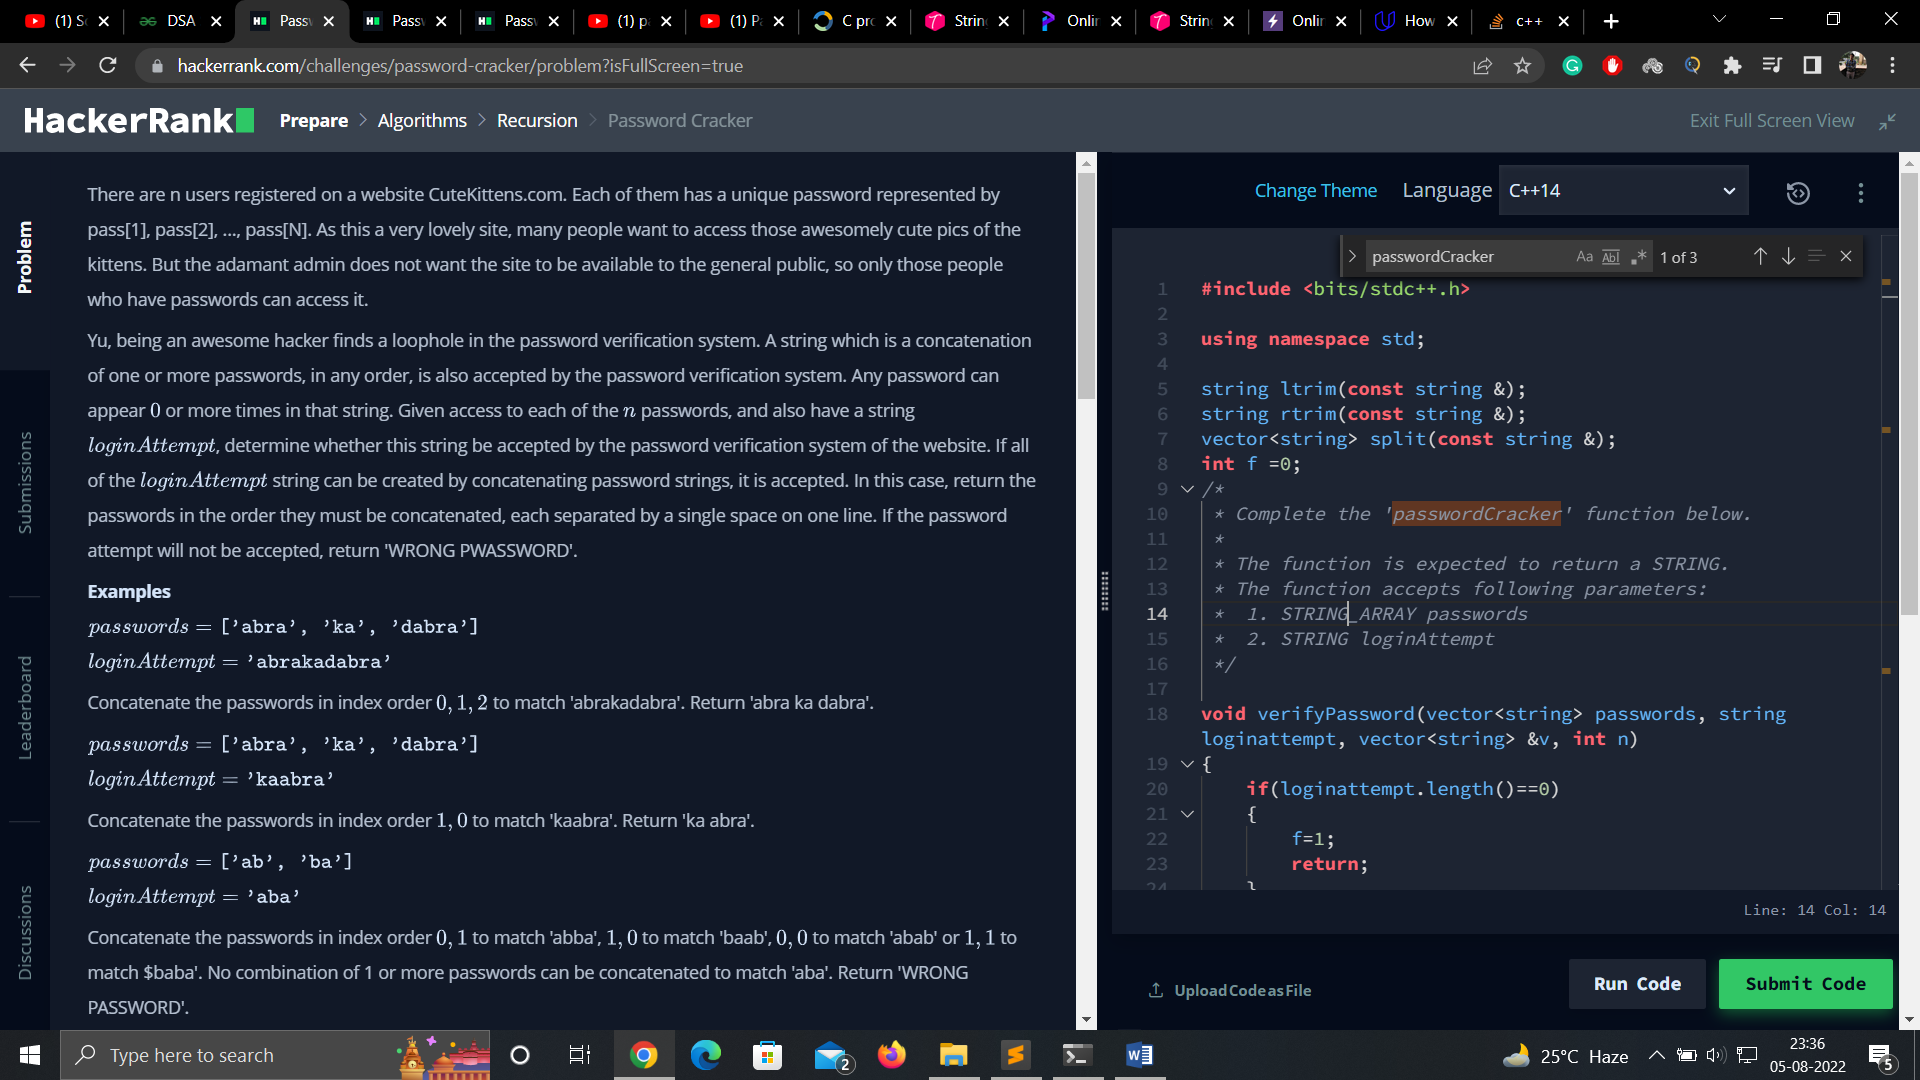 (1) S
DSA
Passv
Passv
Passv
(1) p
(1) P
C pro
Strin
Onlin
Strin
Onlin
How
c++
hackerrank.com/challenges/password-cracker/problem?isFullScreen=true
HackerRank
Prepare > Algorithms > Recursion > Password Cracker
Exit Full Screen View
Problem
Submissions
Leaderboard
Discussions
There are n users registered on a website CuteKittens.com. Each of them has a unique password represented by
pass[1], pass[2], ..., pass[N]. As this a very lovely site, many people want to access those awesomely cute pics of the
kittens. But the adamant admin does not want the site to be available to the general public, so only those people
who have passwords can access it.
Yu, being an awesome hacker finds a loophole in the password verification system. A string which is a concatenation
of one or more passwords, in any order, is also accepted by the password verification system. Any password can
appear 0 or more times in that string. Given access to each of the n passwords, and also have a string
loginAttempt, determine whether this string be accepted by the password verification system of the website. If all
of the loginAttempt string can be created by concatenating password strings, it is accepted. In this case, return the
passwords in the order they must be concatenated, each separated by a single space on one line. If the password
attempt will not be accepted, return 'WRONG PWASSWORD'.
Examples
passwords = ['abra', 'ka', 'dabra']
loginAttempt = 'abrakadabra'
Concatenate the passwords in index order 0, 1, 2 to match 'abrakadabra'. Return 'abra ka dabra'.
passwords = ['abra', 'ka', 'dabra']
loginAttempt = 'kaabra'
Concatenate the passwords in index order 1, 0 to match 'kaabra'. Return 'ka abra'.
passwords = ['ab', 'ba']
loginAttempt = 'aba'
Concatenate the passwords in index order 0, 1 to match 'abba', 1, 0 to match 'baab', 0, 0 to match 'abab' or 1, 1 to
match $baba'. No combination of 1 or more passwords can be concatenated to match 'aba'. Return 'WRONG
PASSWORD'.
Change Theme Language C++14
passwordCracker Aa Abl .* 1 of 3
1 #include <bits/stdc++.h>
2
3 using namespace std;
4
5 string ltrim(const string &);
6 string rtrim(const string &);
7 vector<string> split(const string &);
8 int f =0;
9 /*
10 * Complete the 'passwordCracker' function below.
11 *
12 * The function is expected to return a STRING.
13 * The function accepts following parameters:
14 *  1. STRING_ARRAY passwords
15 *  2. STRING loginAttempt
16 */
17
18 void verifyPassword(vector<string> passwords, string
loginattempt, vector<string> &v, int n)
19 {
20 if(loginattempt.length()==0)
21 {
22 f=1;
23 return;
24 }
Line: 14 Col: 14
Upload Code as File
Run Code
Submit Code
Type here to search
2
25°C Haze
23:36
05-08-2022
5